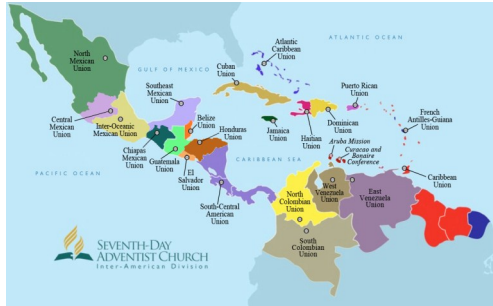 ATLANTIC OCEAN
North
Mexican
Union
Atlantic
Caribbean
Union
GULF OF MEXICO
Cuban
Union
Southeast
Mexican
Union
Puerto Rican
Union
Central
Mexican
Union
Inter-Oceanic
Mexican Union
Belize
Union
Honduras
Union
Jamaica
Union
Haitian
Union
Dominican
Union
French
Antilles-Guiana
Union
Chiapas
Mexican Union
Guatemala
Union
El
Salvador
Union
CARIBBEAN SEA
Aruba Mission
Curacao and
Bonaire
Conference
PACIFIC OCEAN
Caribbean
Union
South-Central
American
Union
North
Colombian
Union
West
Venezuela
Union
East
Venezuela
Union
South
Colombian
Union
SEVENTH-DAY
ADVENTIST CHURCH
Inter-American Division